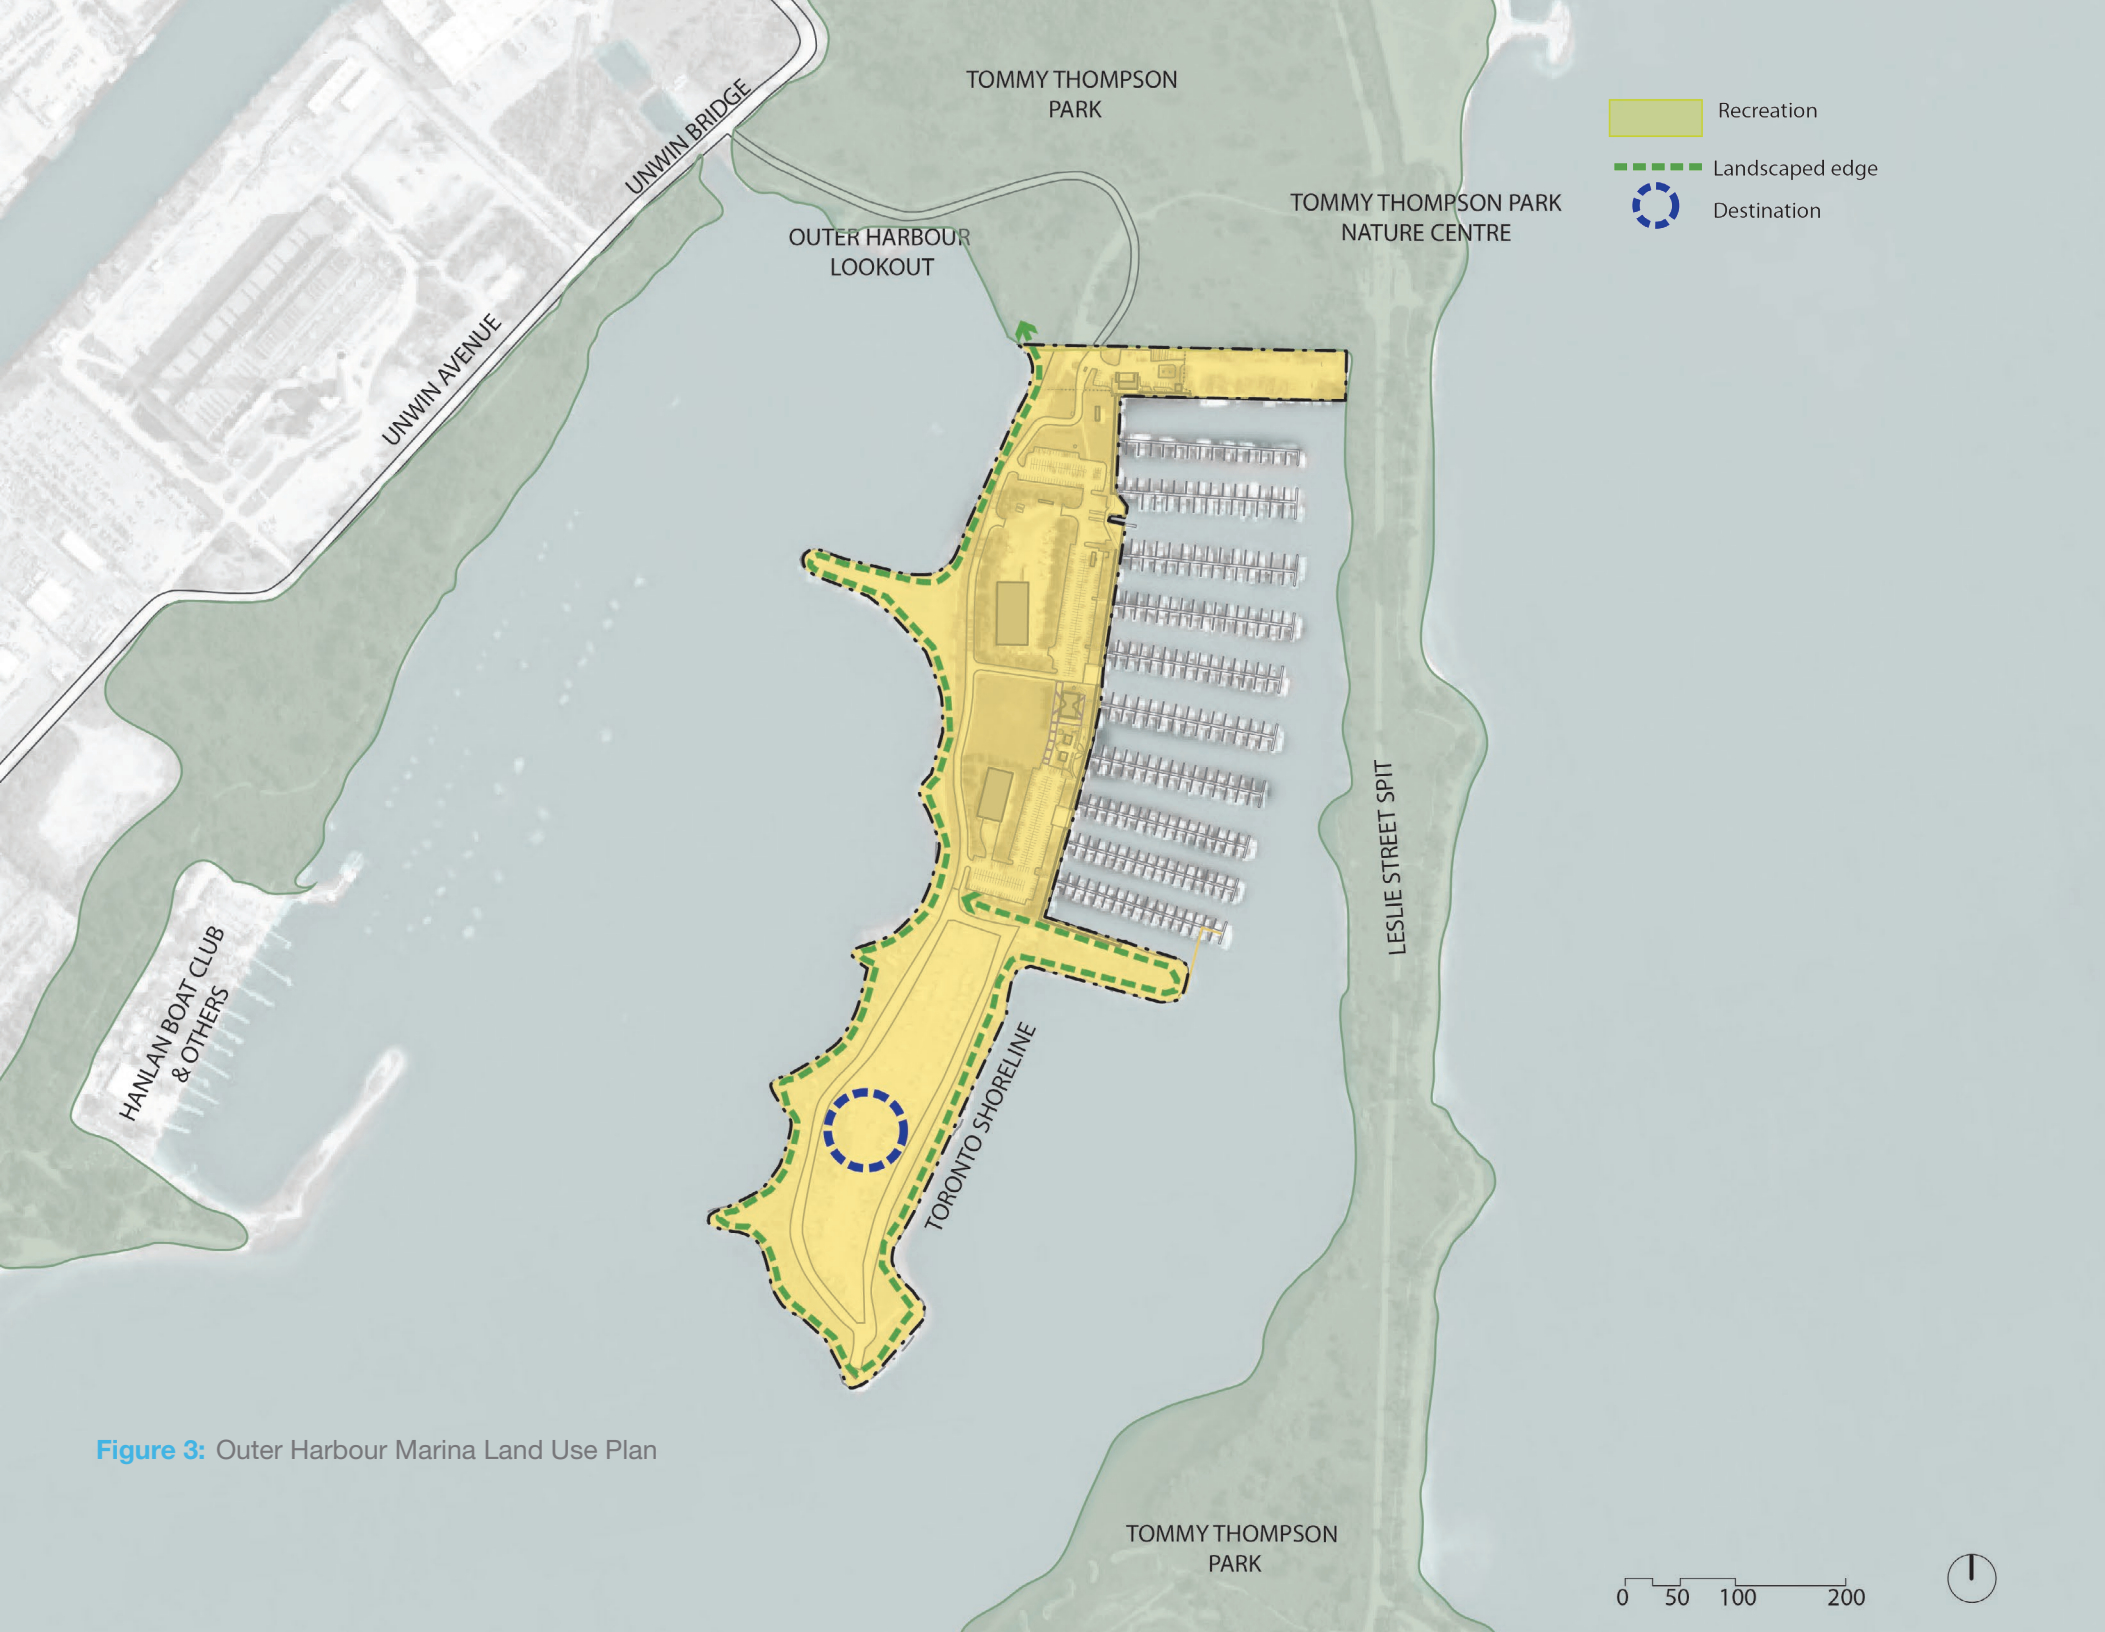 TOMMY THOMPSON
PARK
Recreation
Landscaped edge
Destination
UNWIN BRIDGE
TOMMY THOMPSON PARK
NATURE CENTRE
OUTER HARBOUR
LOOKOUT
UNWIN AVENUE
LESLIE STREET SPIT
HANLAN BOAT CLUB
& OTHERS
TORONTO SHORELINE
Figure 3: Outer Harbour Marina Land Use Plan
TOMMY THOMPSON
PARK
0 50 100 200